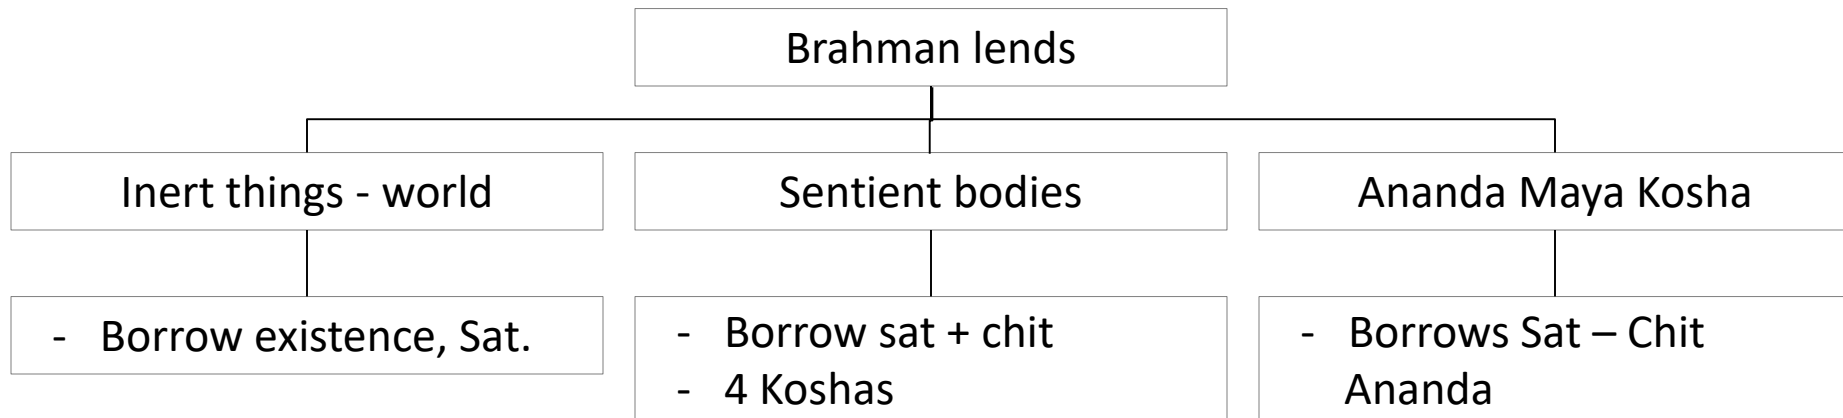 Brahman lends
Inert things - world
Sentient bodies
Ananda Maya Kosha
- Borrow existence, Sat.
- Borrow sat + chit
- 4 Koshas
- Borrows Sat – Chit
Ananda